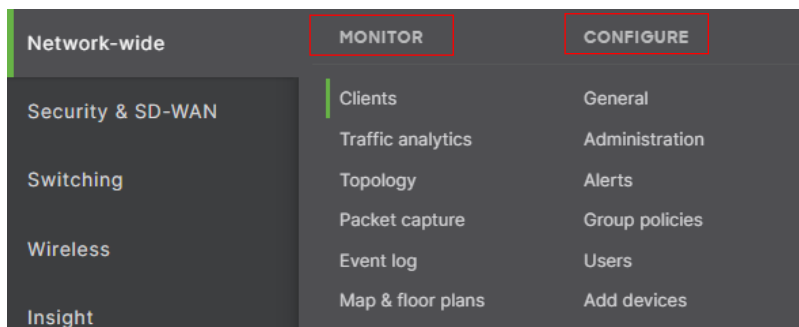 Network-wide
Security & SD-WAN
Switching
Wireless
Insight
MONITOR
Clients
Traffic analytics
Topology
Packet capture
Event log
Map & floor plans
CONFIGURE
General
Administration
Alerts
Group policies
Users
Add devices